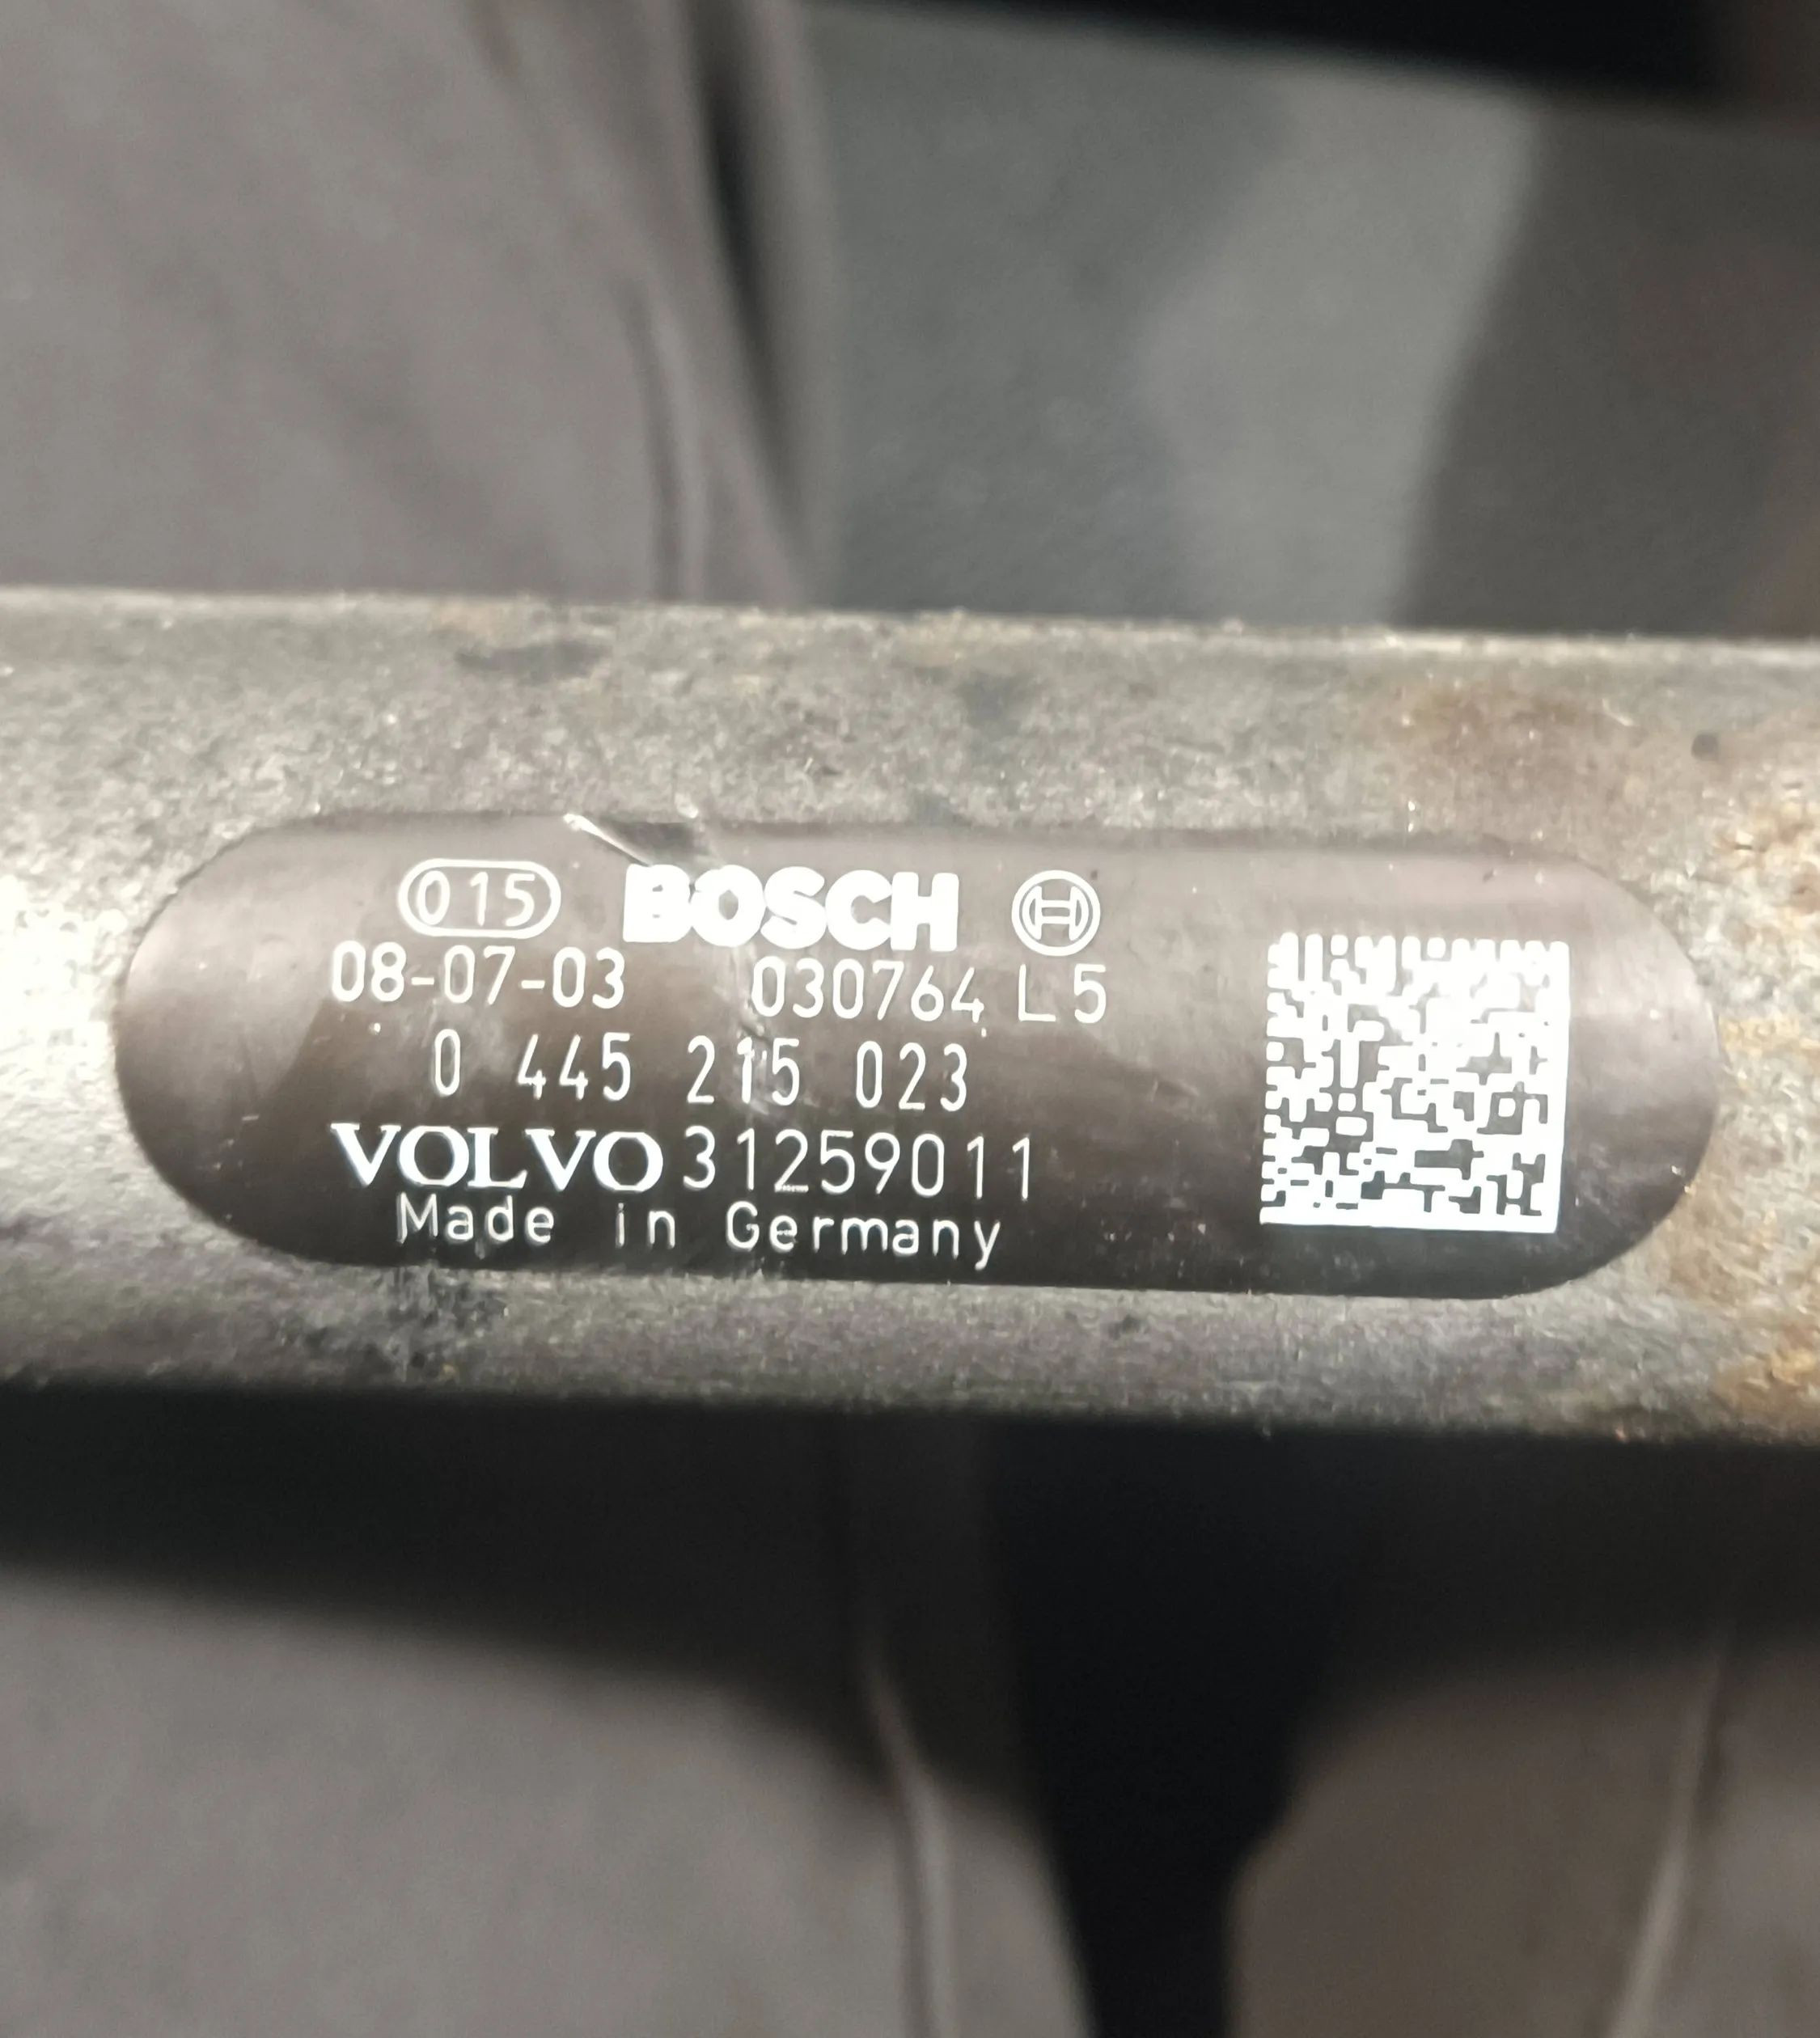 015 BOSCH
08-07-03 030764 L5
0 445 215 023
VOLVO 31259011
Made in Germany